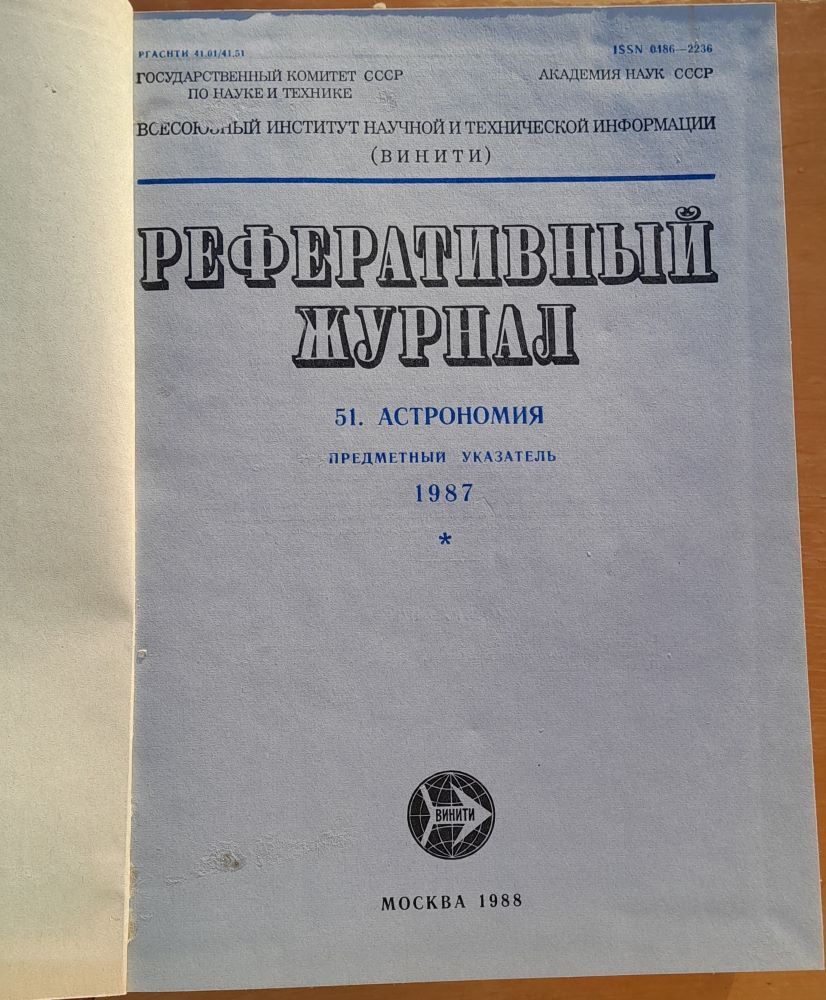 РГАСНТИ 41.01/41.51
ISSN 0486—2236
ГОСУДАРСТВЕННЫЙ КОМИТЕТ СССР
ПО НАУКЕ И ТЕХНИКЕ
АКАДЕМИЯ НАУК СССР
ВСЕСОЮЗНЫЙ ИНСТИТУТ НАУЧНОЙ И ТЕХНИЧЕСКОЙ ИНФОРМАЦИИ
(ВИНИТИ)
РЕФЕРАТИВНЫЙ
ЖУРНАЛ
51. АСТРОНОМИЯ
ПРЕДМЕТНЫЙ УКАЗАТЕЛЬ
1987
*
ВИНИТИ
МОСКВА 1988